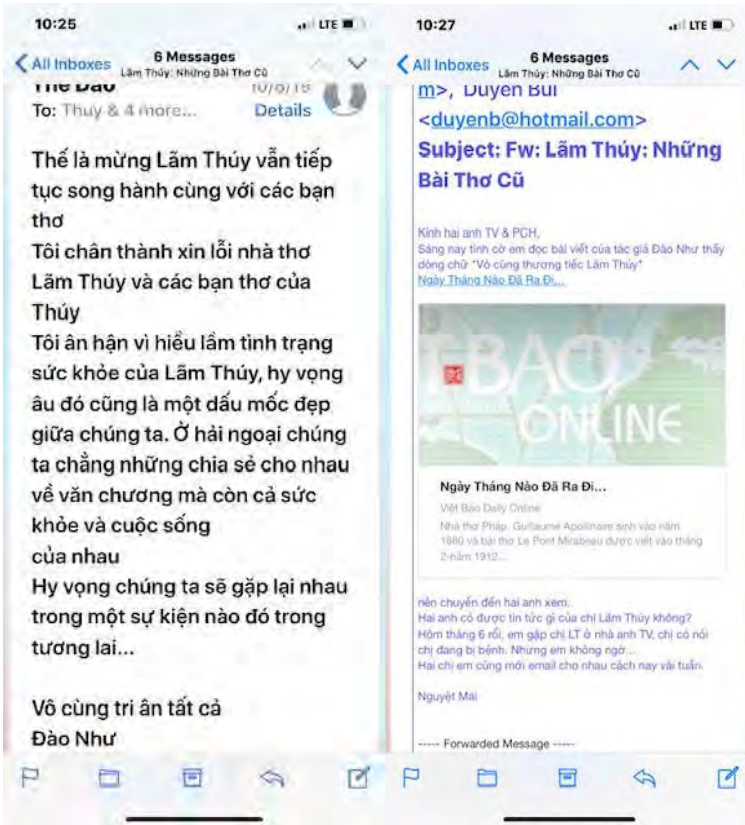 10:25
LTE
All Inboxes
6 Messages
Lãm Thúy: Những Bài Thơ Cũ
The Dao
To: Thuy & 4 more...
Details
Thế là mừng Lãm Thúy vẫn tiếp
tục song hành cùng với các bạn
thơ
Tôi chân thành xin lỗi nhà thơ
Lãm Thúy và các bạn thơ của
Thúy
Tôi ân hận vì hiểu lầm tình trạng
sức khỏe của Lãm Thúy, hy vọng
âu đó cũng là một dấu mốc đẹp
giữa chúng ta. Ở hải ngoại chúng
ta chẳng những chia sẻ cho nhau
về văn chương mà còn cả sức
khỏe và cuộc sống
của nhau
Hy vọng chúng ta sẽ gặp lại nhau
trong một sự kiện nào đó trong
tương lai...
Vô cùng tri ân tất cả
Đào Như
10:27
LTE
All Inboxes
6 Messages
Lãm Thúy: Những Bài Thơ Cũ
m>, Duyen Bui
<duyenb@hotmail.com>
Subject: Fw: Lãm Thúy: Những
Bài Thơ Cũ
Kính hai anh TV & PCH,
Sáng nay tình cờ em đọc bài viết của tác giả Đào Như thấy
dòng chữ "Vô cùng thương tiếc Lãm Thúy"
Ngày Tháng Nào Đã Ra Đi...
T BAO
ONLINE
Ngày Tháng Nào Đã Ra Đi...
Việt Báo Daily Online
Nhà thơ Pháp, Guillaume Apollinaire sinh vào năm
1880 và bài thơ Le Pont Mirabeau được viết vào tháng
2-năm 1912...
nên chuyển đến hai anh xem.
Hai anh có được tin tức gì của chị Lãm Thúy không?
Hôm tháng 6 rồi, em gặp chị LT ở nhà anh TV, chị có nói
chị đang bị bệnh. Nhưng em không ngờ...
Hai chị em cũng mới email cho nhau cách nay vài tuần.
Nguyệt Mai
----- Forwarded Message -----